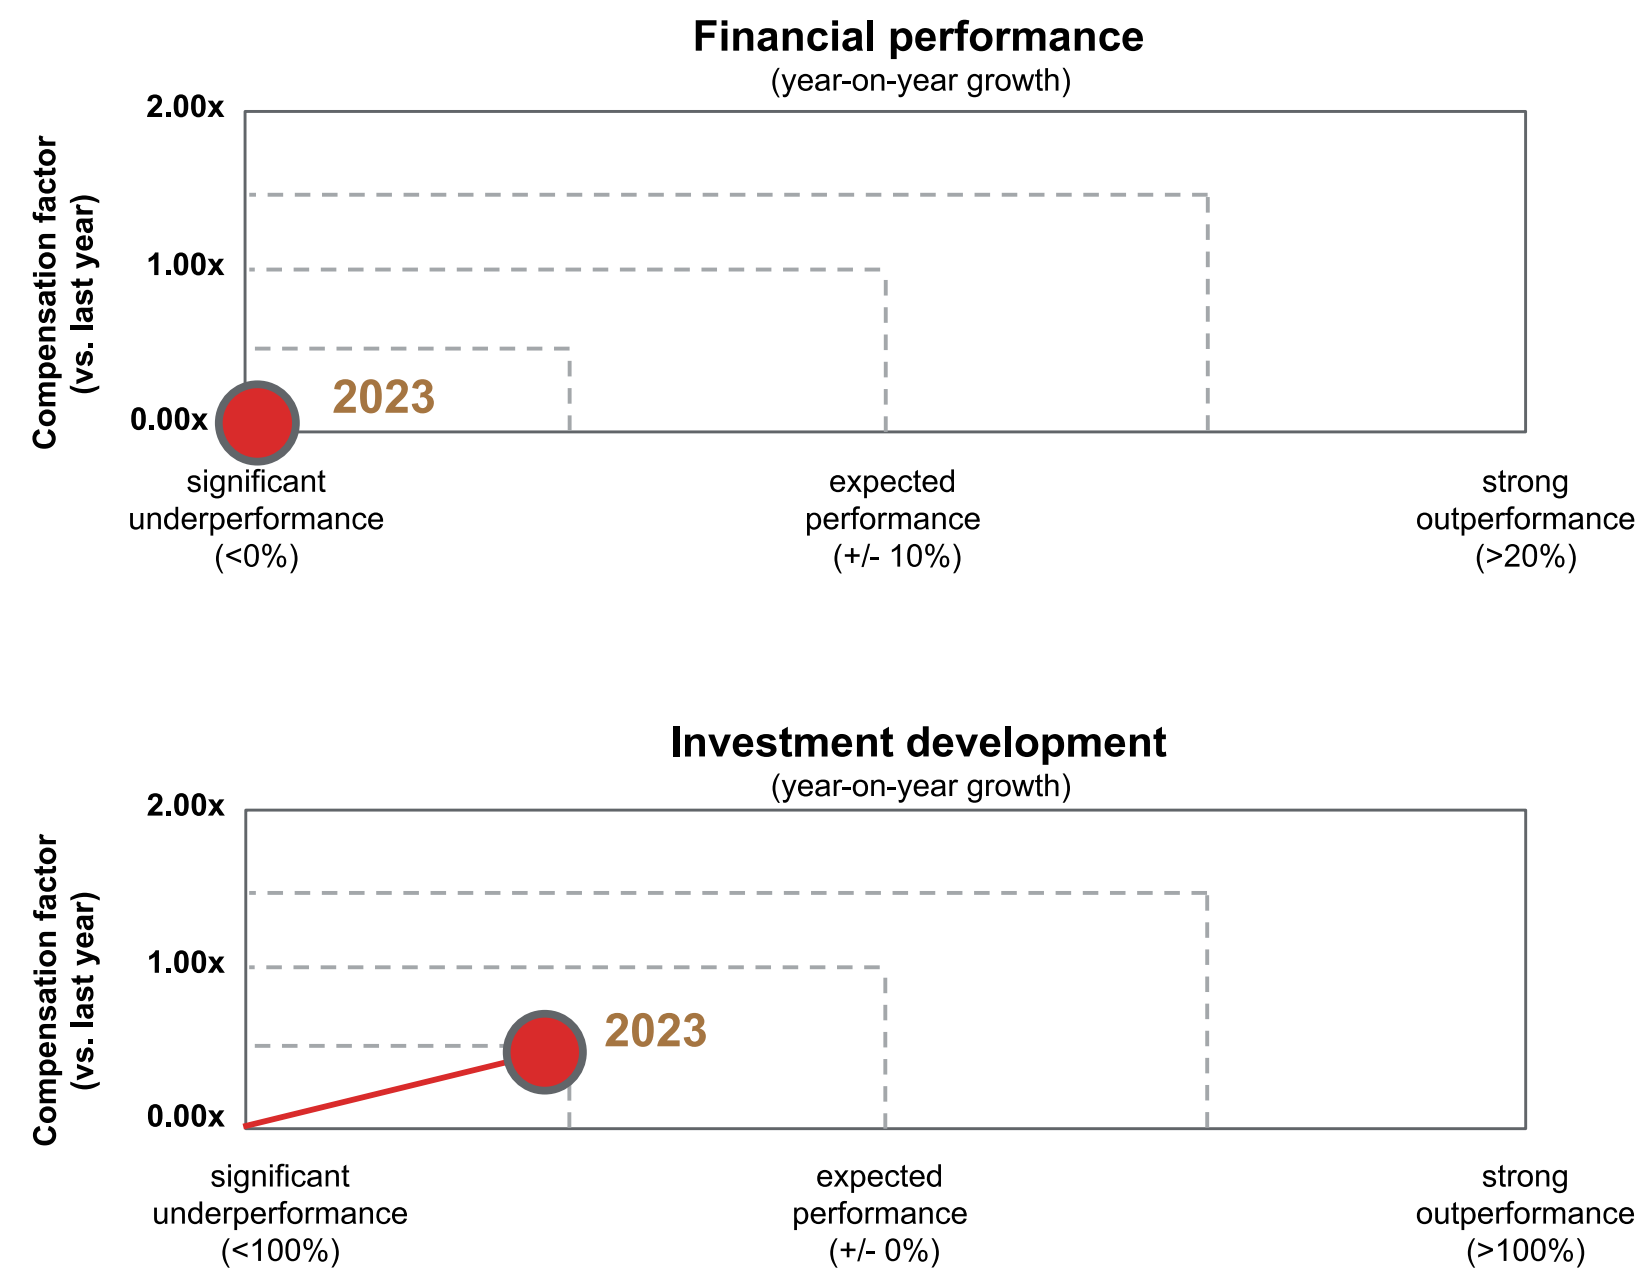 Financial performance
(year-on-year growth)
Compensation factor
(vs. last year)
2.00x
1.00x
0.00x
2023
significant
underperformance
(<0%)
expected
performance
(+/- 10%)
strong
outperformance
(>20%)
Investment development
(year-on-year growth)
Compensation factor
(vs. last year)
2.00x
1.00x
0.00x
2023
significant
underperformance
(<100%)
expected
performance
(+/- 0%)
strong
outperformance
(>100%)